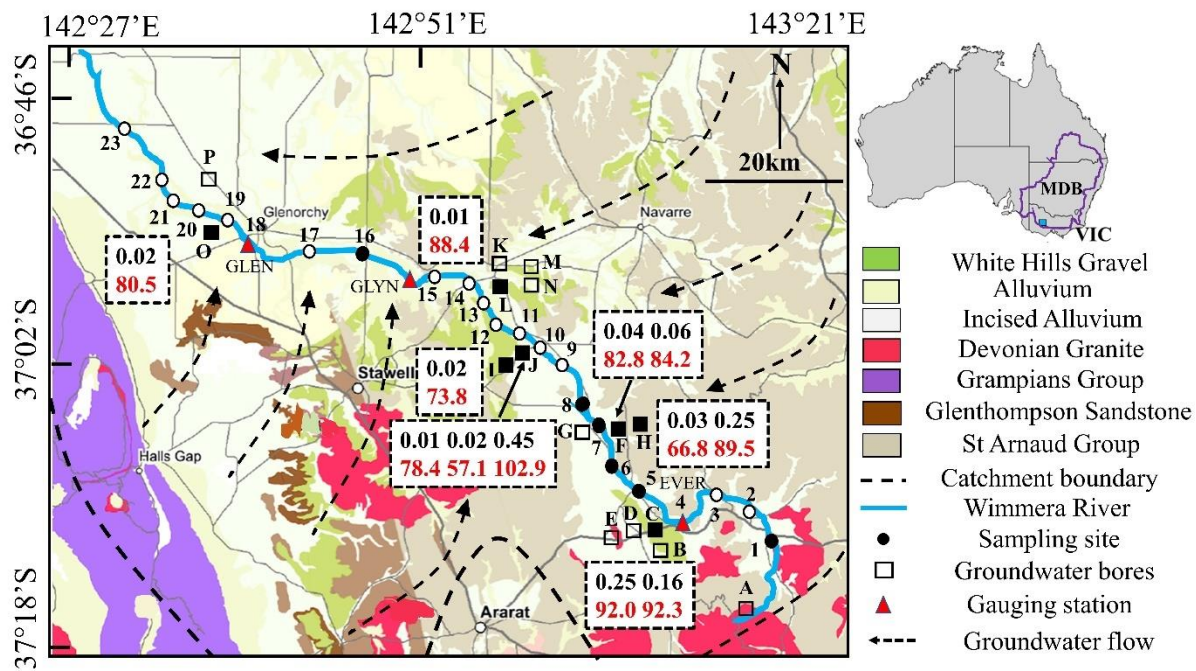 142°27’E
142°51’E
143°21’E
36°46’S
37°02’S
37°18’S
N
20km
MDB
VIC
23
22
21
20
19
18
17
16
15
14
13
12
11
10
9
8
7
6
5
4
3
2
1
P
O
K
M
N
L
I
J
G
F
H
E
D
C
B
A
Glenorchy
GLEN
GLYN
EVER
Navarre
Stawell
Halls Gap
Ararat
0.02
80.5
0.01
88.4
0.02
73.8
0.01 0.02 0.45
78.4 57.1 102.9
0.04 0.06
82.8 84.2
0.03 0.25
66.8 89.5
0.25 0.16
92.0 92.3
White Hills Gravel
Alluvium
Incised Alluvium
Devonian Granite
Grampians Group
Glenthompson Sandstone
St Arnaud Group
Catchment boundary
Wimmera River
Sampling site
Groundwater bores
Gauging station
Groundwater flow